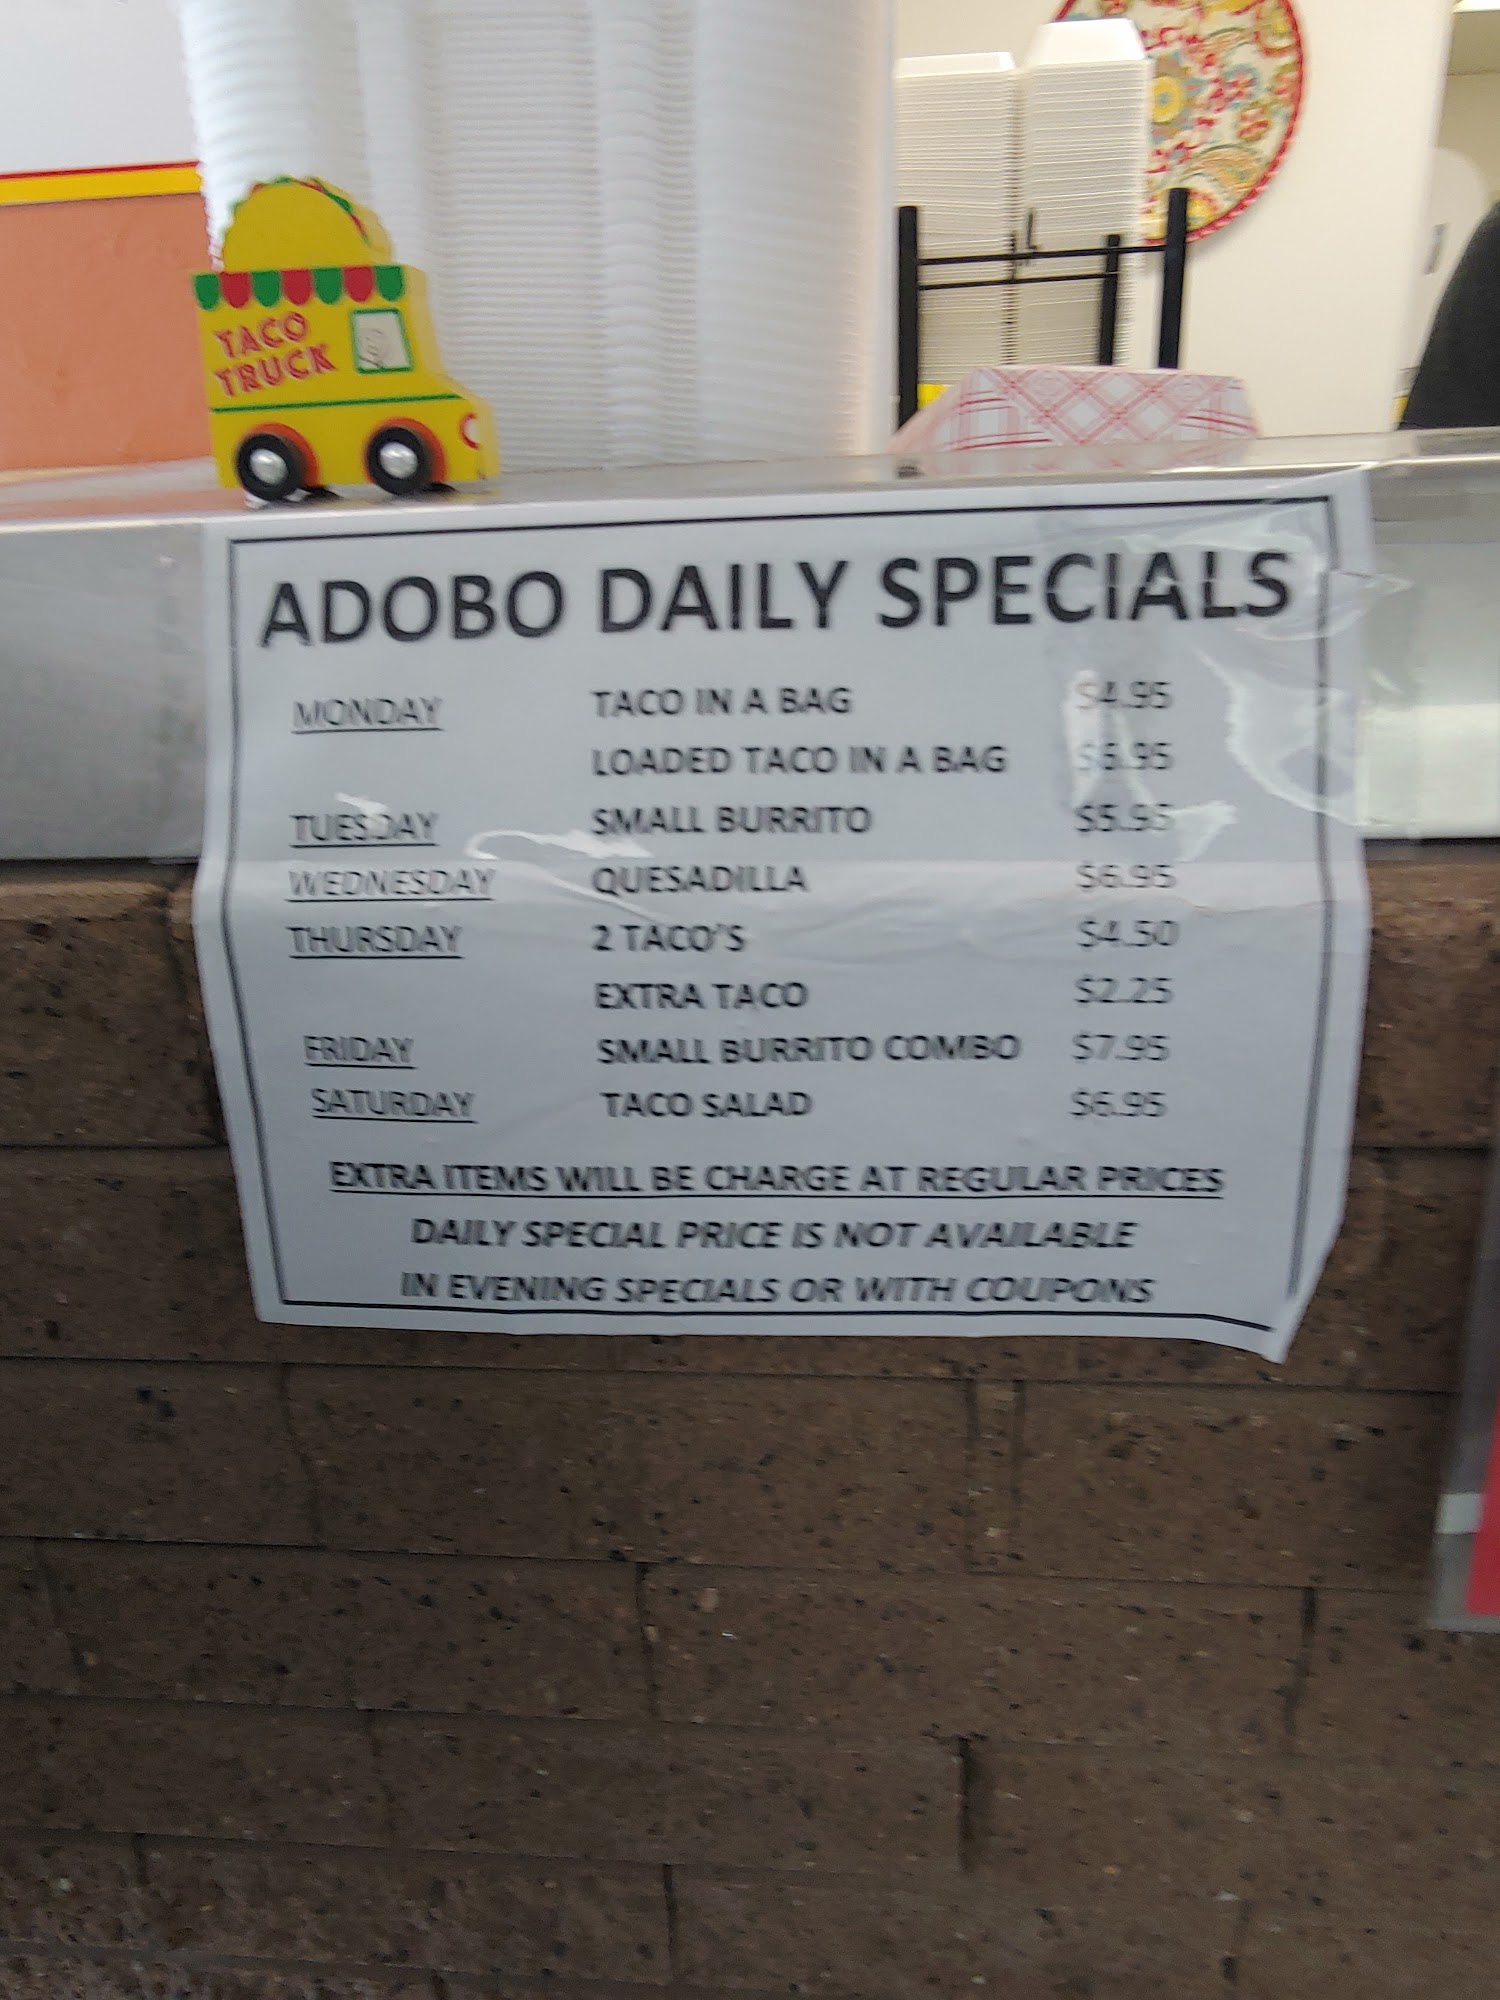 TACO
TRUCK
ADOBO DAILY SPECIALS
MONDAY TACO IN A BAG $4.95
LOADED TACO IN A BAG $6.95
TUESDAY SMALL BURRITO $5.95
WEDNESDAY QUESADILLA $6.95
THURSDAY 2 TACO'S $4.50
EXTRA TACO $2.25
FRIDAY SMALL BURRITO COMBO $7.95
SATURDAY TACO SALAD $6.95
EXTRA ITEMS WILL BE CHARGE AT REGULAR PRICES
DAILY SPECIAL PRICE IS NOT AVAILABLE
IN EVENING SPECIALS OR WITH COUPONS